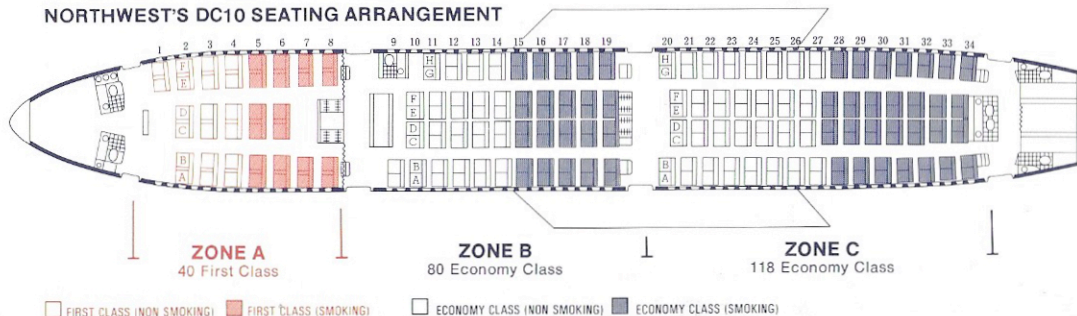 NORTHWEST'S DC10 SEATING ARRANGEMENT
1 2 3 4 5 6 7 8 9 10 11 12 13 14 15 16 17 18 19 20 21 22 23 24 25 26 27 28 29 30 31 32 33 34
F H H
E G G
F F
D E E
C D D
C C
B B B
A A A
ZONE A ZONE B ZONE C
40 First Class 80 Economy Class 118 Economy Class
FIRST CLASS (NON SMOKING) FIRST CLASS (SMOKING) ECONOMY CLASS (NON SMOKING) ECONOMY CLASS (SMOKING)